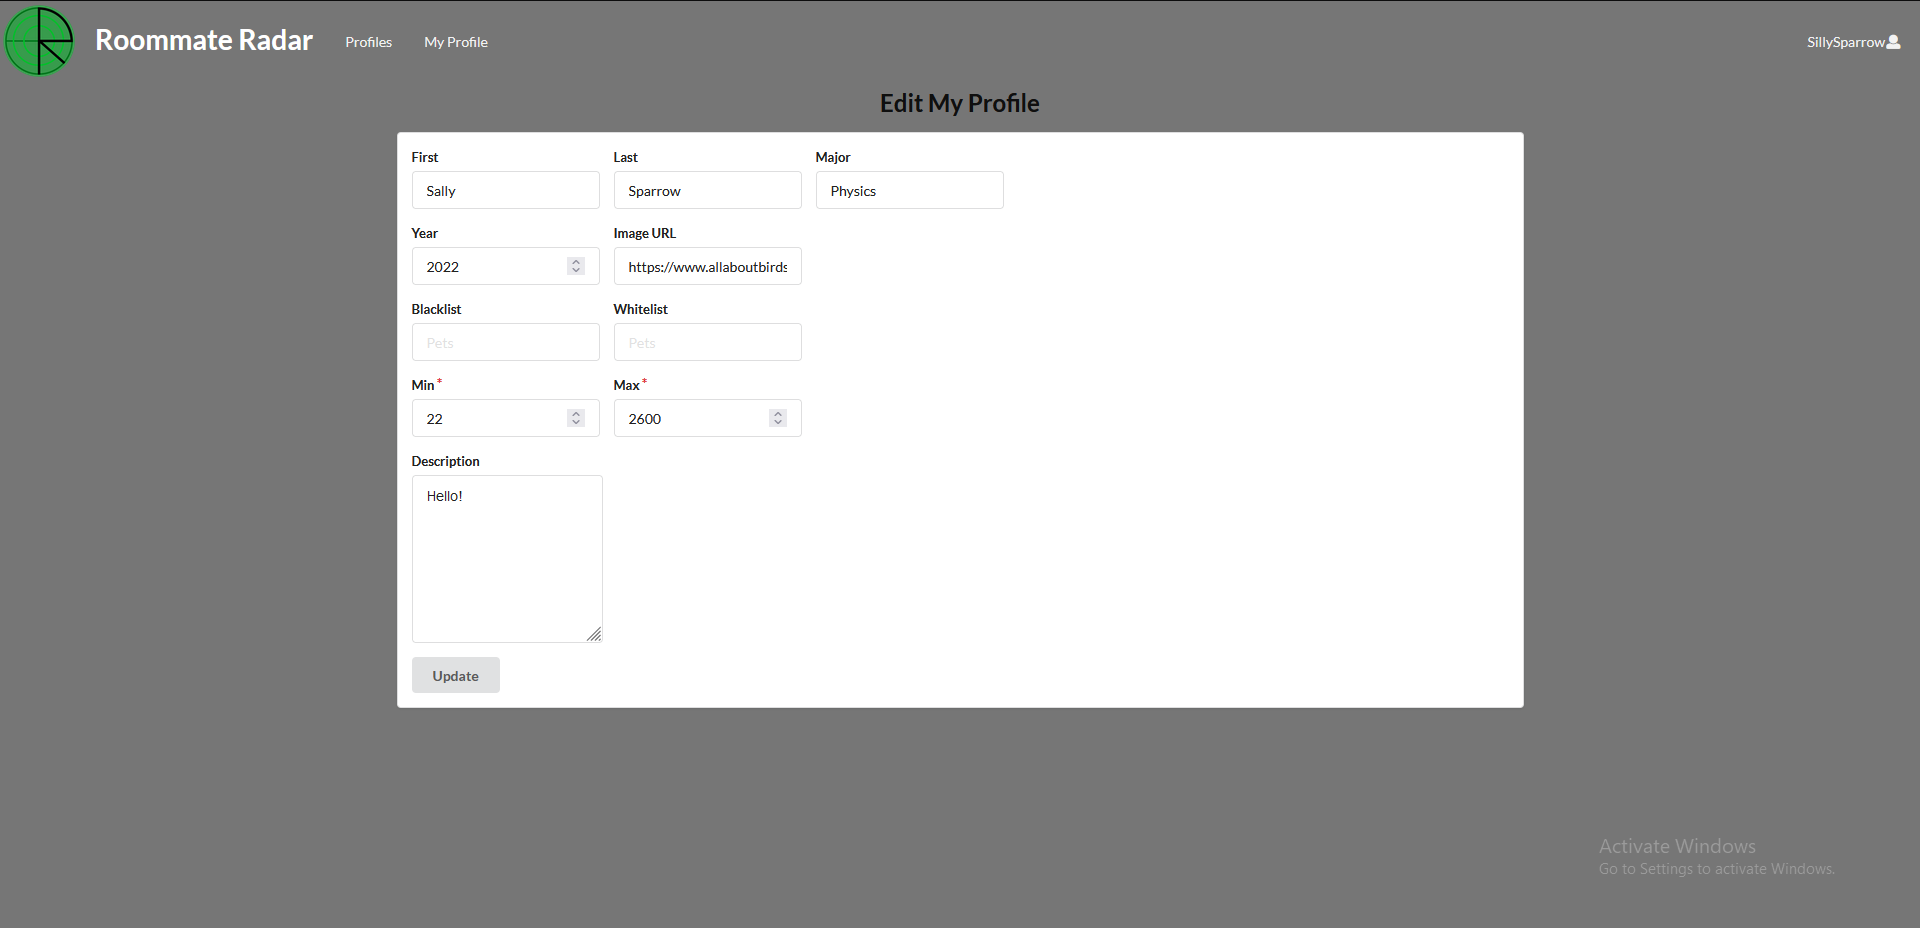 Roommate Radar Profiles My Profile SillySparrow
Edit My Profile
First Last Major
Sally Sparrow Physics
Year Image URL
2022 https://www.allaboutbirds
Blacklist Whitelist
Pets Pets
Min* Max*
22 2600
Description
Hello!
Update
Activate Windows
Go to Settings to activate Windows.